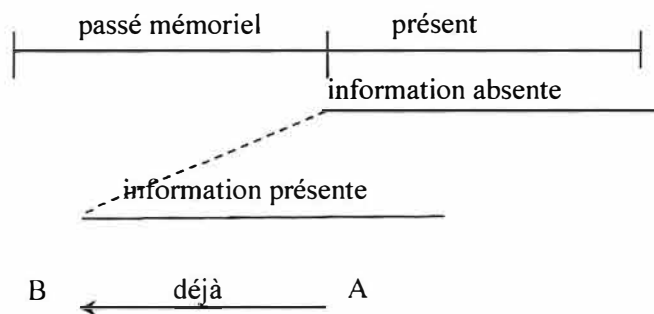 passé mémoriel présent
information absente
information présente
B déjà A